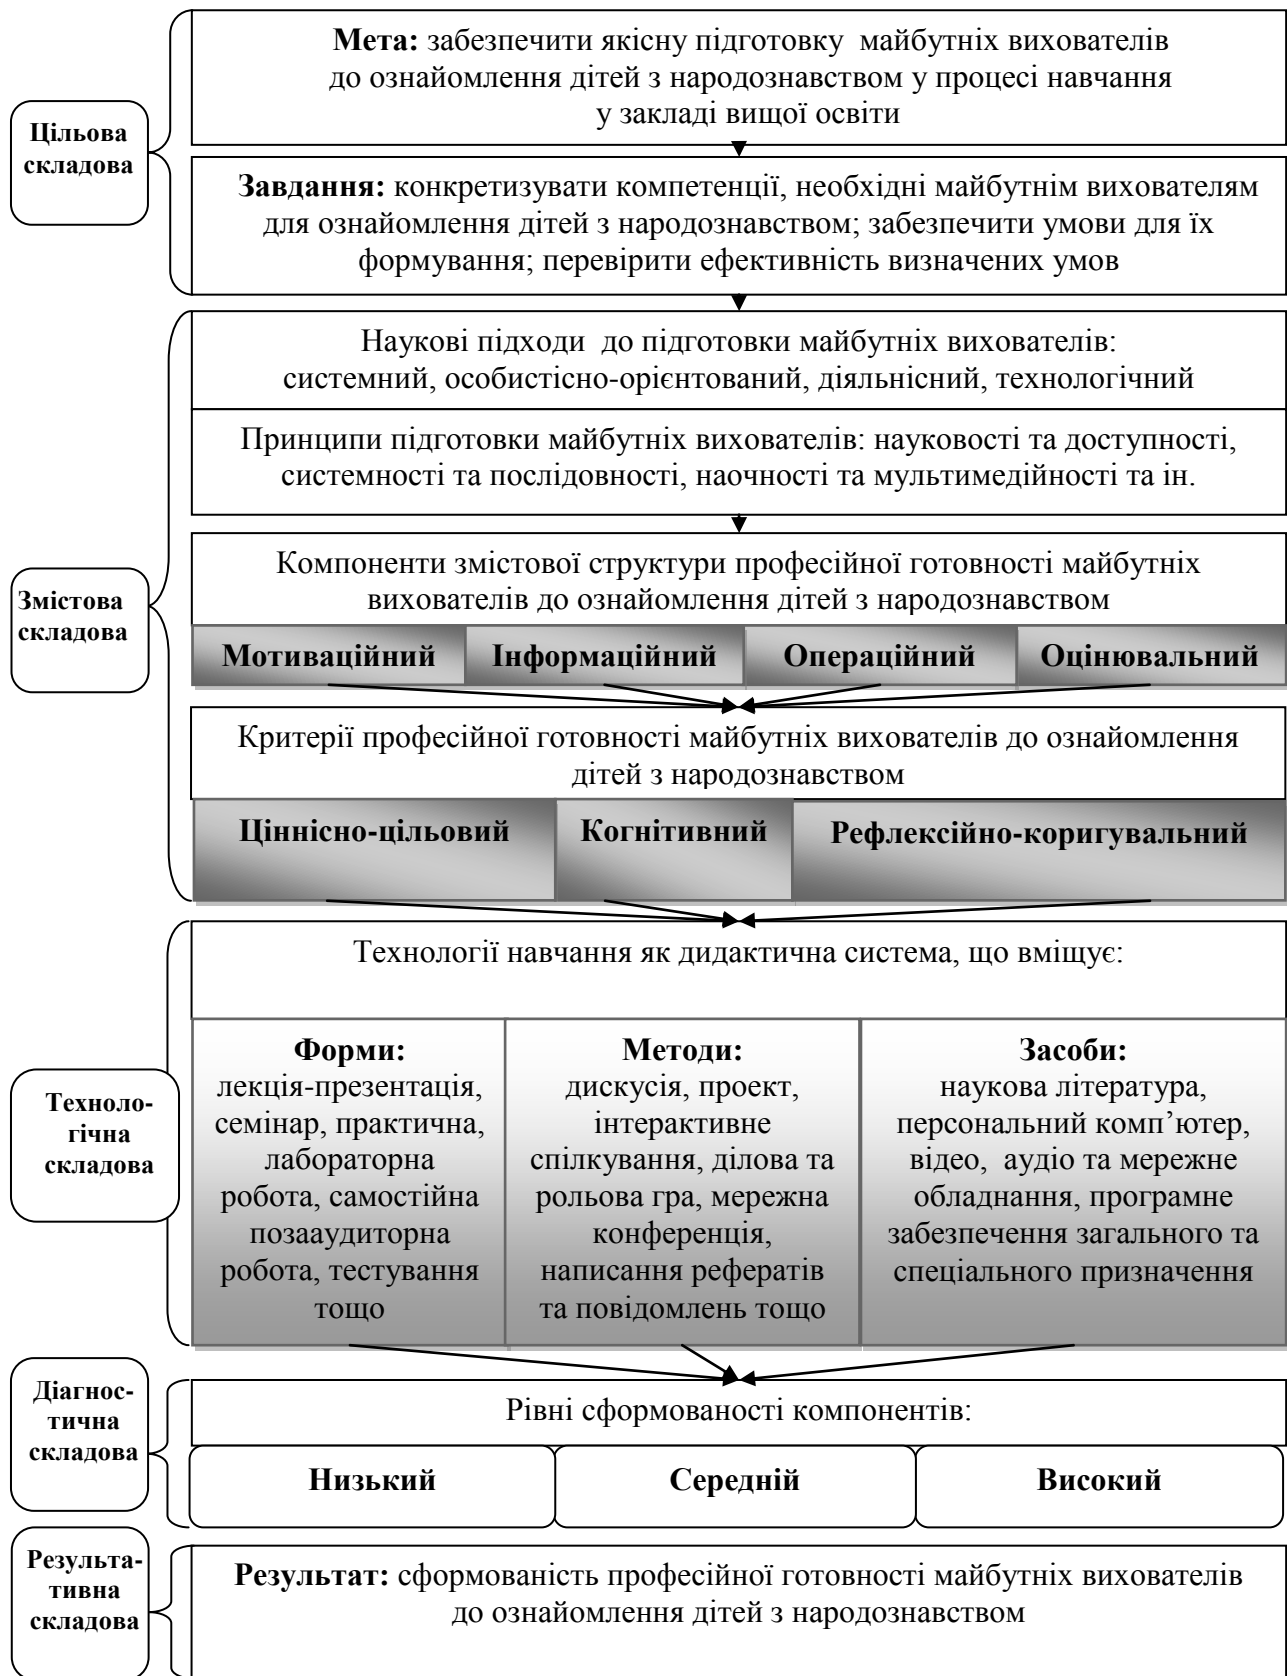 Мета: забезпечити якісну підготовку майбутніх вихователів
до ознайомлення дітей з народознавством у процесі навчання
у закладі вищої освіти
Цільова
складова
Завдання: конкретизувати компетенції, необхідні майбутнім вихователям
для ознайомлення дітей з народознавством; забезпечити умови для їх
формування; перевірити ефективність визначених умов
Наукові підходи до підготовки майбутніх вихователів:
системний, особистісно-орієнтований, діяльнісний, технологічний
Принципи підготовки майбутніх вихователів: науковості та доступності,
системності та послідовності, наочності та мультимедійності та ін.
Змістова
складова
Компоненти змістової структури професійної готовності майбутніх
вихователів до ознайомлення дітей з народознавством
Мотиваційний
Інформаційний
Операційний
Оцінювальний
Критерії професійної готовності майбутніх вихователів до ознайомлення
дітей з народознавством
Ціннісно-цільовий
Когнітивний
Рефлексійно-коригувальний
Технології навчання як дидактична система, що вміщує:
Техноло-
гічна
складова
Форми:
лекція-презентація,
семінар, практична,
лабораторна
робота, самостійна
позааудиторна
робота, тестування
тощо
Методи:
дискусія, проект,
інтерактивне
спілкування, ділова та
рольова гра, мережна
конференція,
написання рефератів
та повідомлень тощо
Засоби:
наукова література,
персональний комп’ютер,
відео, аудіо та мережне
обладнання, програмне
забезпечення загального та
спеціального призначення
Діагнос-
тична
складова
Рівні сформованості компонентів:
Низький
Середній
Високий
Результа-
тивна
складова
Результат: сформованість професійної готовності майбутніх вихователів
до ознайомлення дітей з народознавством